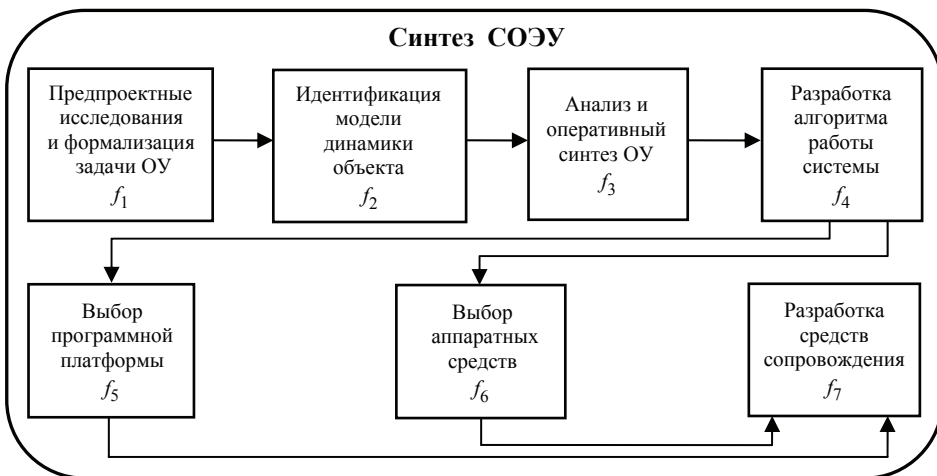 Синтез СОЭУ
Предпроектные
исследования
и формализация
задачи ОУ
f1
Идентификация
модели
динамики
объекта
f2
Анализ и
оперативный
синтез ОУ
f3
Разработка
алгоритма
работы
системы
f4
Выбор
программной
платформы
f5
Выбор
аппаратных
средств
f6
Разработка
средств
сопровождения
f7